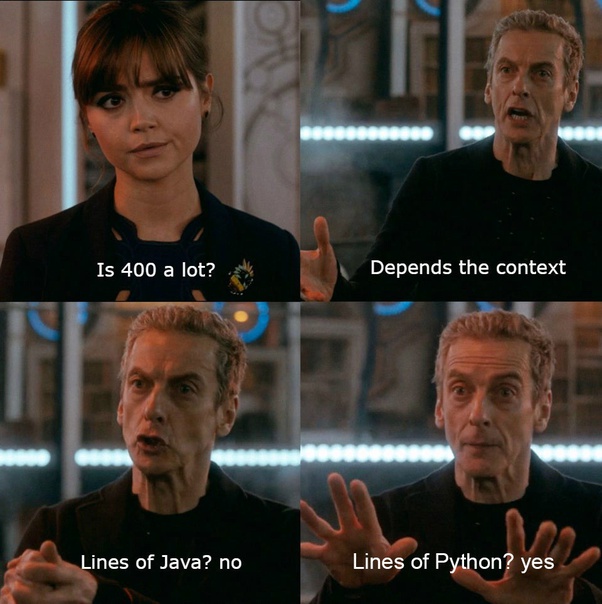 Is 400 a lot?
Depends the context
Lines of Java? no
Lines of Python? yes